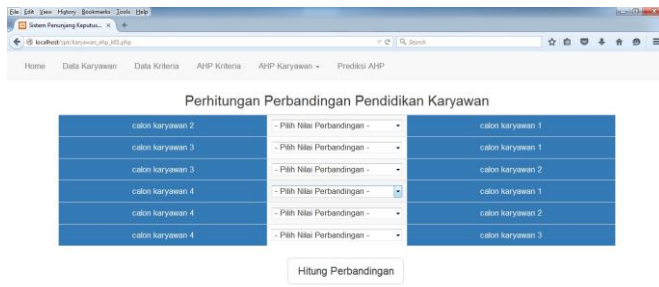 File Edit View History Bookmarks Tools Help
Sistem Penunjang Keputus... × +
localhost/spk/karyawan_ahp_k01.php Search
Home Data Karyawan Data Kriteria AHP Kriteria AHP Karyawan Prediksi AHP
Perhitungan Perbandingan Pendidikan Karyawan
calon karyawan 2 - Pilih Nilai Perbandingan - calon karyawan 1
calon karyawan 3 - Pilih Nilai Perbandingan - calon karyawan 1
calon karyawan 3 - Pilih Nilai Perbandingan - calon karyawan 2
calon karyawan 4 - Pilih Nilai Perbandingan - calon karyawan 1
calon karyawan 4 - Pilih Nilai Perbandingan - calon karyawan 2
calon karyawan 4 - Pilih Nilai Perbandingan - calon karyawan 3
Hitung Perbandingan